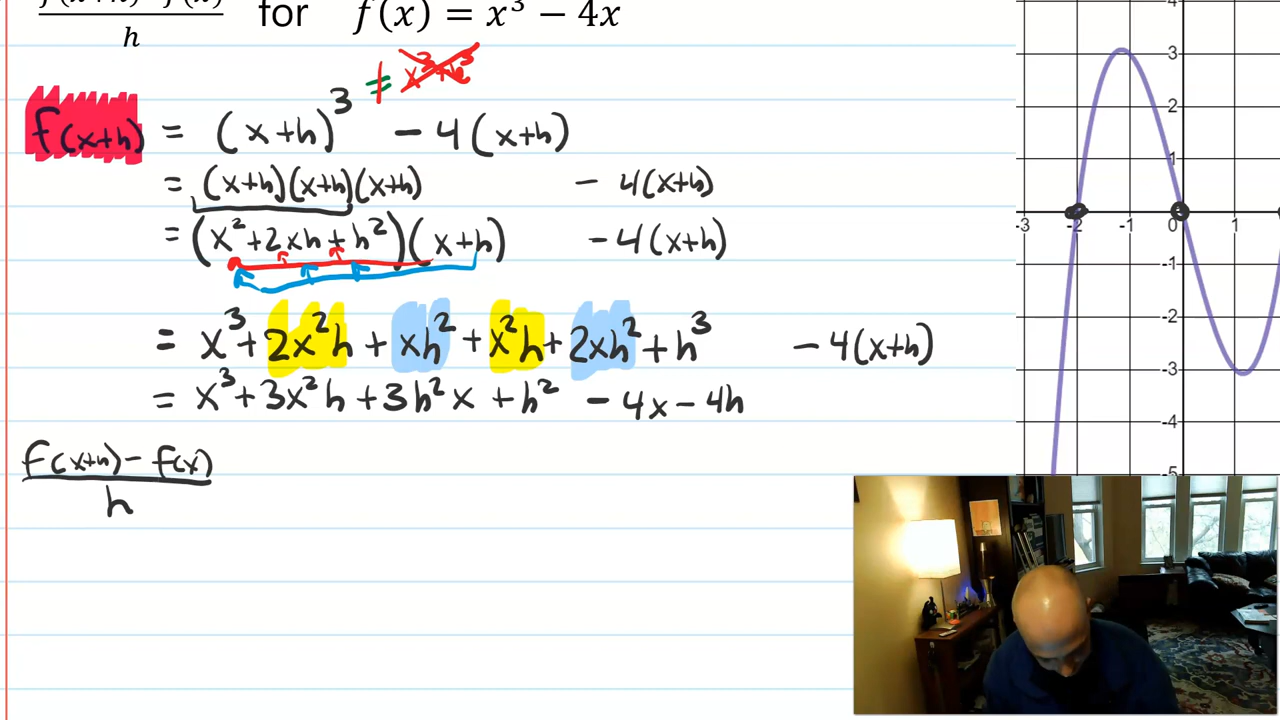 f(x+h) − f(x)
h
for f(x) = x³ − 4x
≠ x³+h³
f(x+h) = (x+h)³ − 4(x+h)
= (x+h)(x+h)(x+h) − 4(x+h)
= (x²+2xh+h²)(x+h) −4(x+h)
= x³+2x²h+xh²+x²h+2xh²+h³ −4(x+h)
= x³+3x²h+3h²x+h² −4x−4h
f(x+h)−f(x)
h
4
3
2
1
-3 -2 -1 0 1
-1
-2
-3
-4
-5